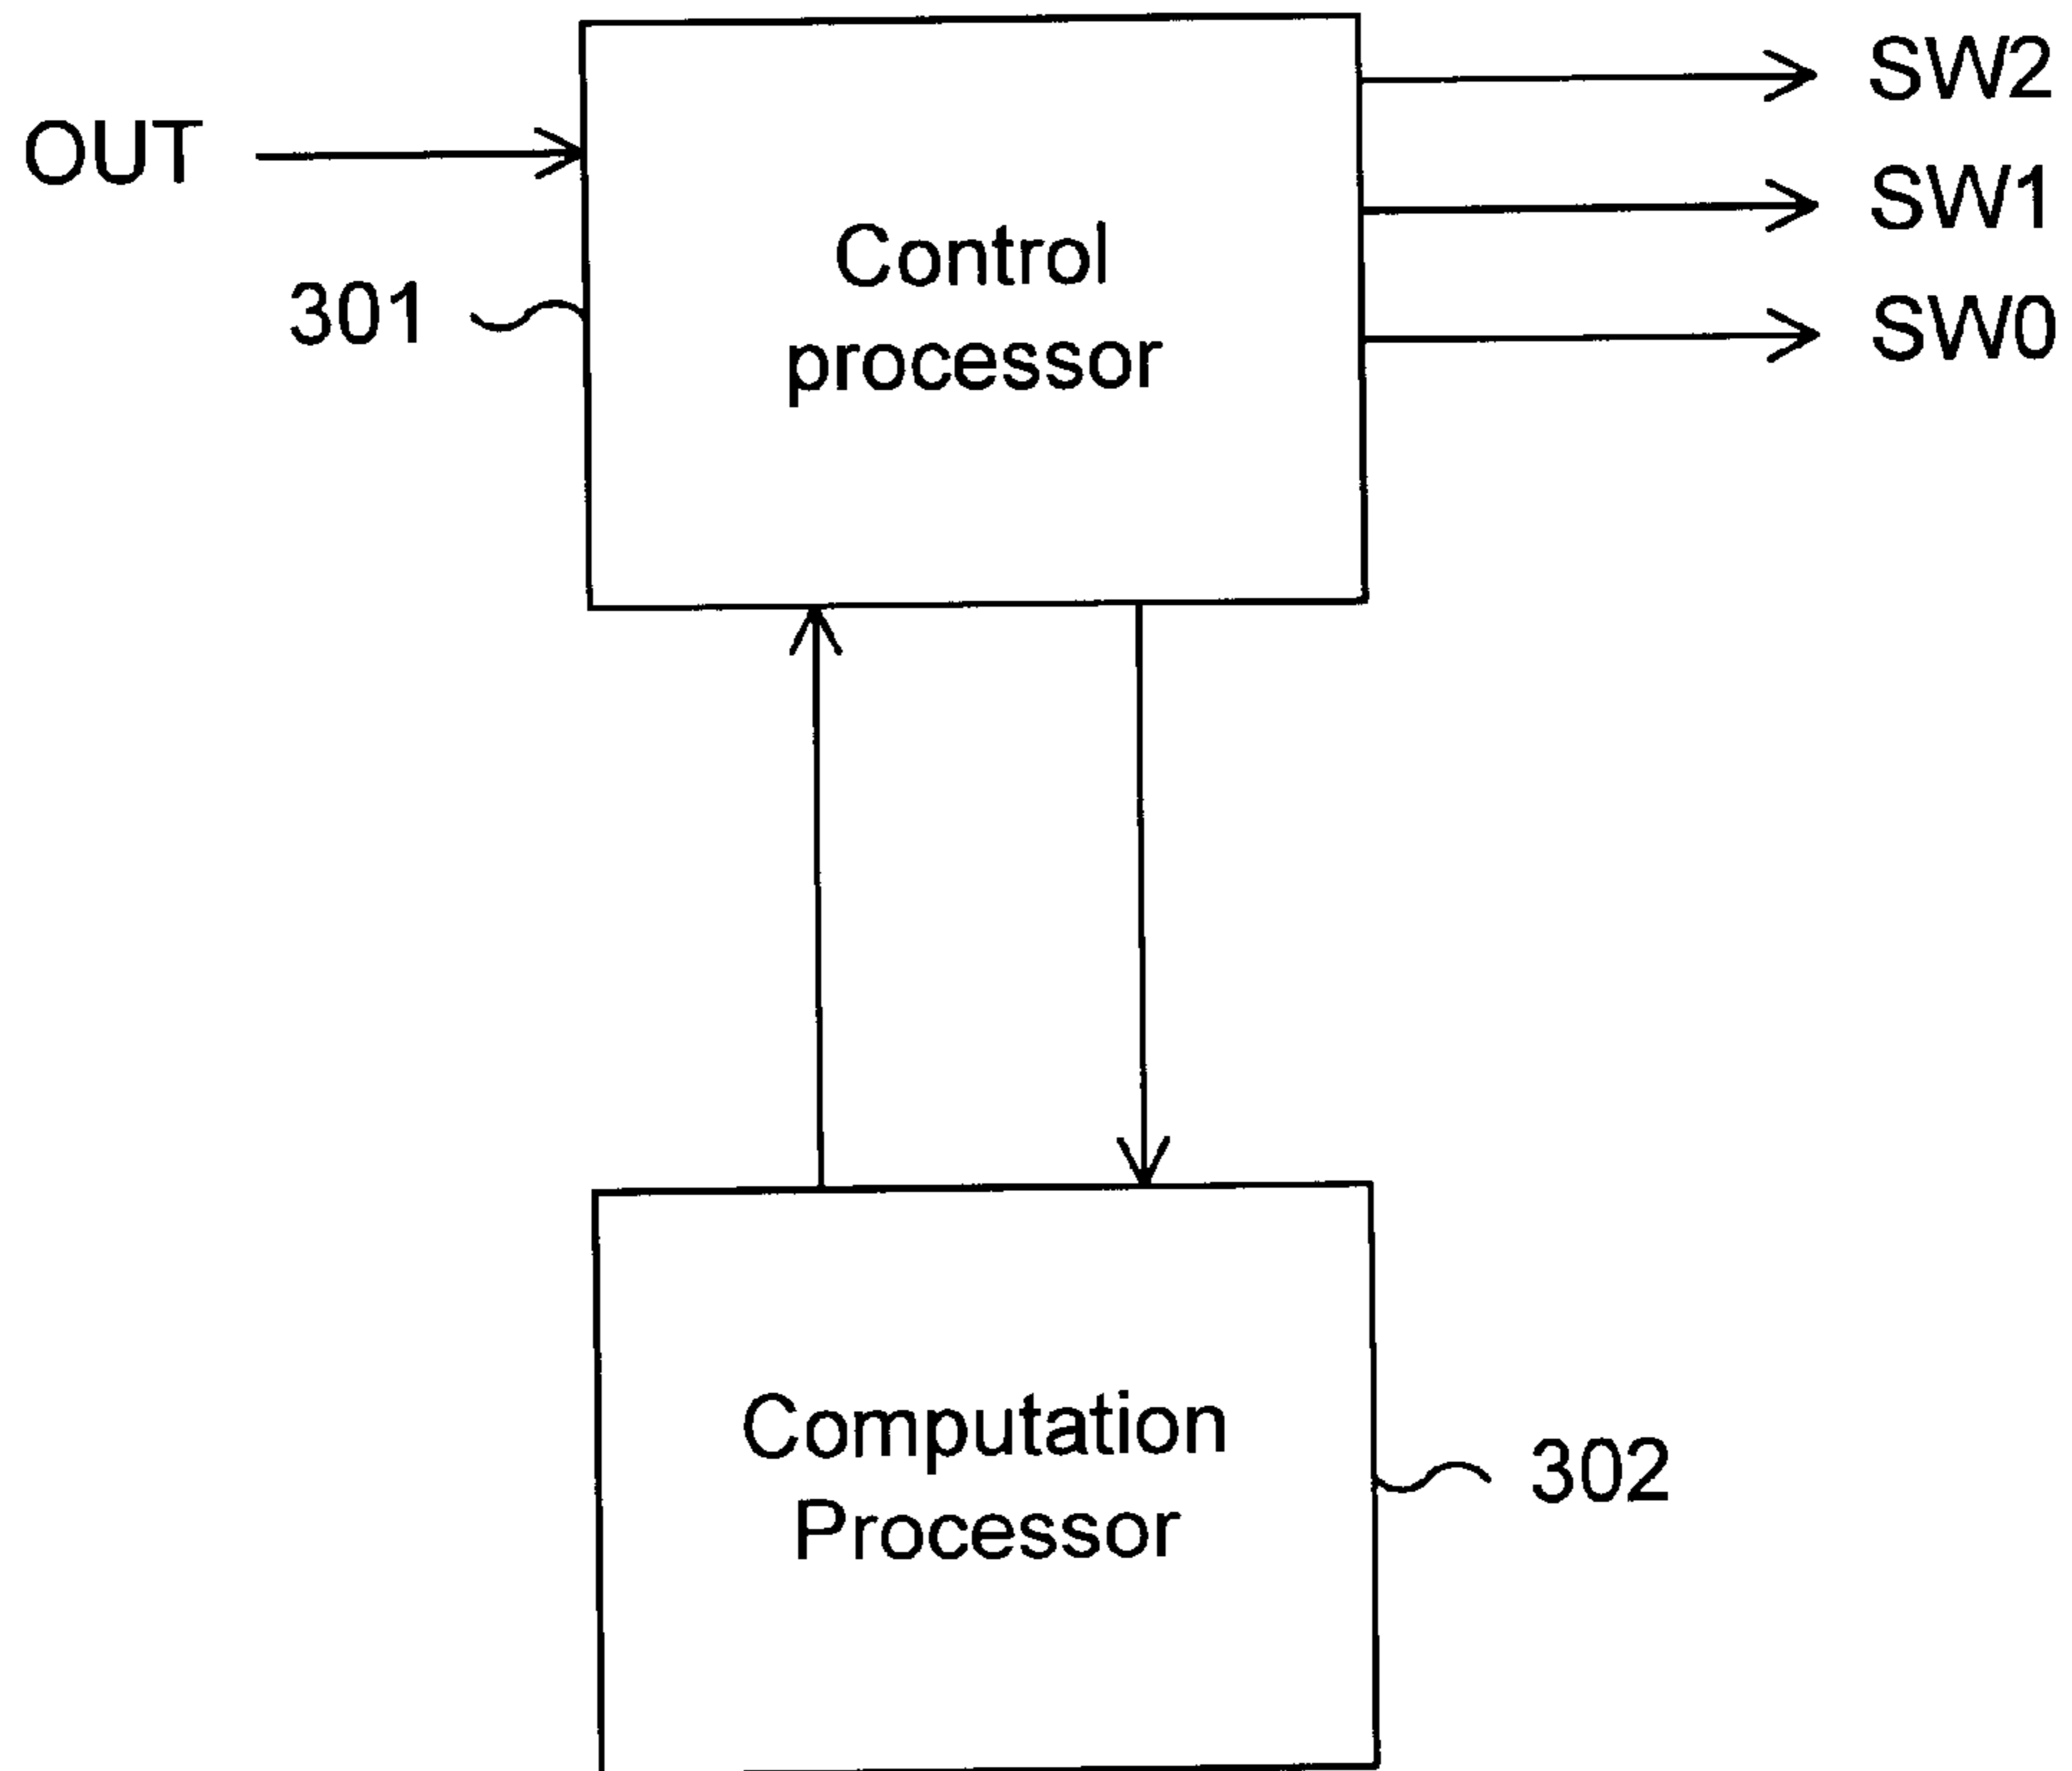 SW2
OUT
SW1
Control
processor
301
SW0
Computation
Processor
302